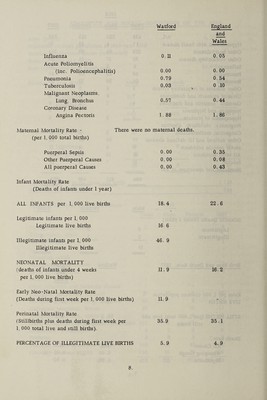 Watford England
and
Wales
Influenza 0.11 0.05
Acute Poliomyelitis
(inc. Polioencephalitis) 0.00 0.00
Pneumonia 0.79 0.54
Tuberculosis 0.03 0.10
Malignant Neoplasms
Lung Bronchus 0.57 0.44
Coronary Disease
Angina Pectoris 1.68 1.86
Maternal Mortality Rate - There were no maternal deaths.
(per 1,000 total births)
Puerperal Sepsis 0.00 0.35
Other Puerperal Causes 0.00 0.08
All puerperal Causes 0.00 0.43
Infant Mortality Rate
(Deaths of infants under 1 year)
ALL INFANTS per 1,000 live births 18.4 22.6
Legitimate infants per 1,000
Legitimate live births 16.6
Illegitimate infants per 1,000 46.9
Illegitimate live births
NEONATAL MORTALITY
(deaths of infants under 4 weeks 11.9 16.2
per 1,000 live births)
Early Neo-Natal Mortality Rate
(Deaths during first week per 1,000 live births) 11.9
Perinatal Mortality Rate
(Stillbirths plus deaths during first week per 35.9 35.1
1,000 total live and still births).
PERCENTAGE OF ILLEGITIMATE LIVE BIRTHS 5.9 4.9
8.